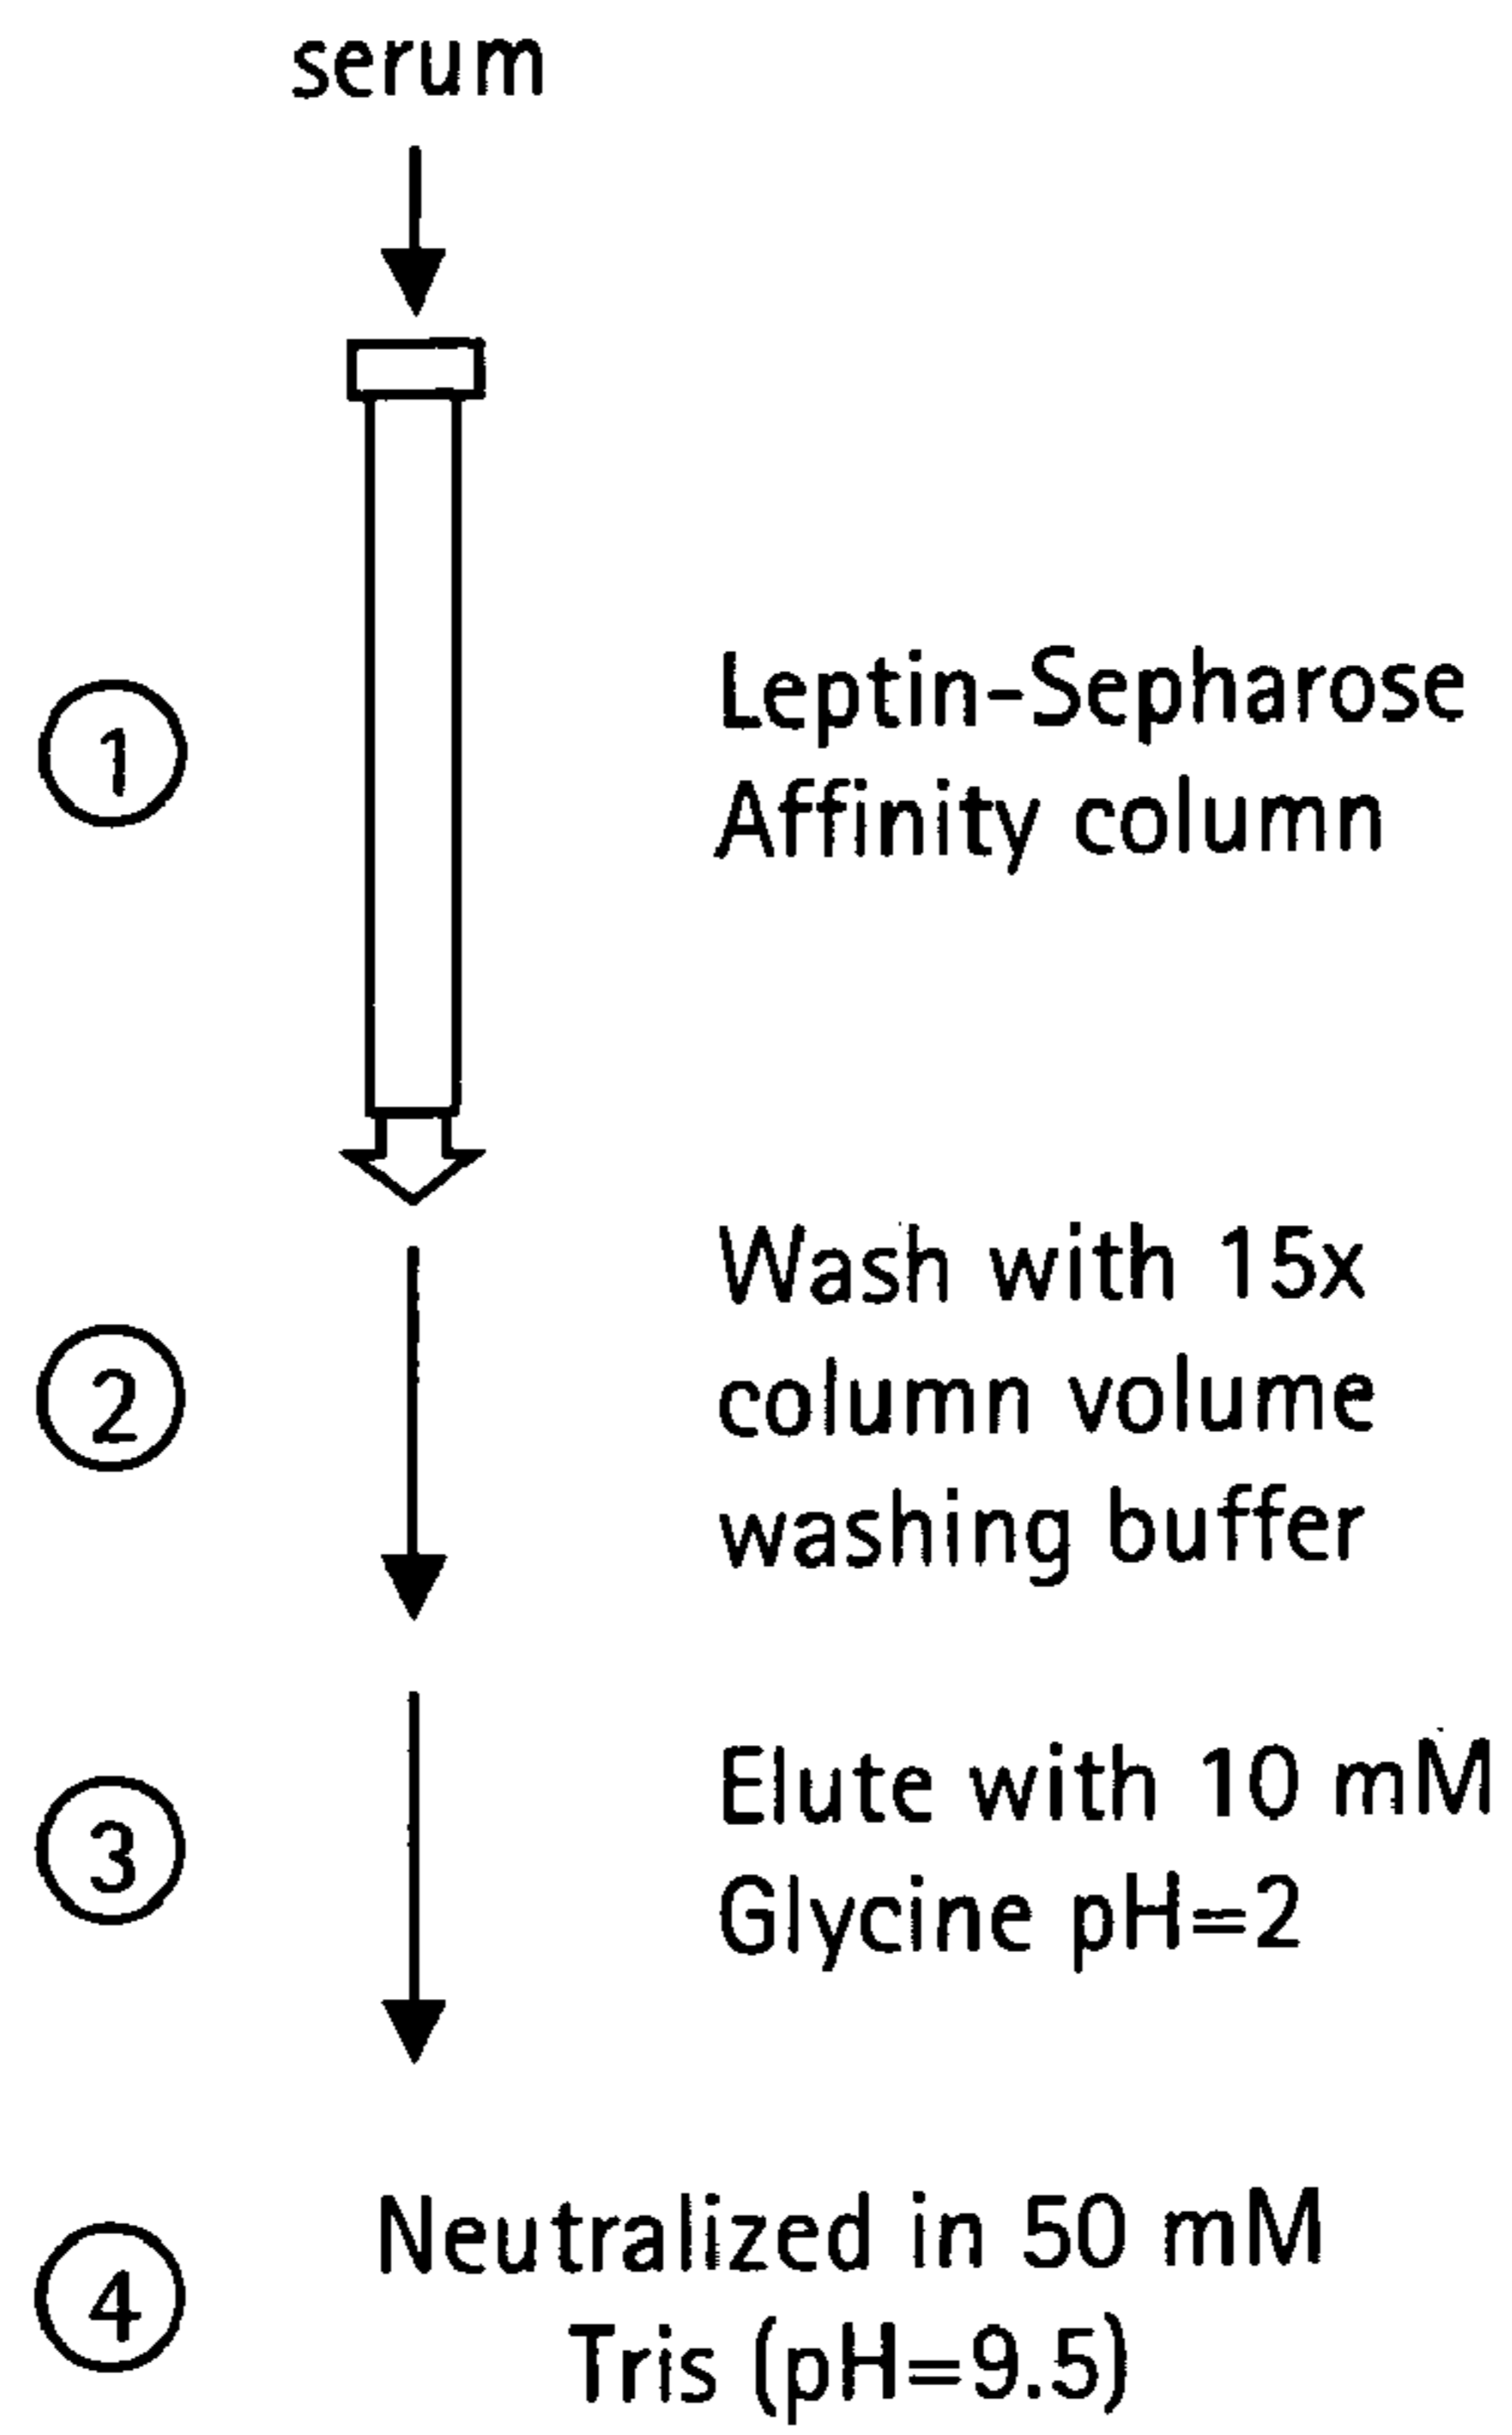 serum
1
Leptin-Sepharose
Affinity column
2
Wash with 15x
column volume
washing buffer
3
Elute with 10 mM
Glycine pH=2
4
Neutralized in 50 mM
Tris (pH=9.5)